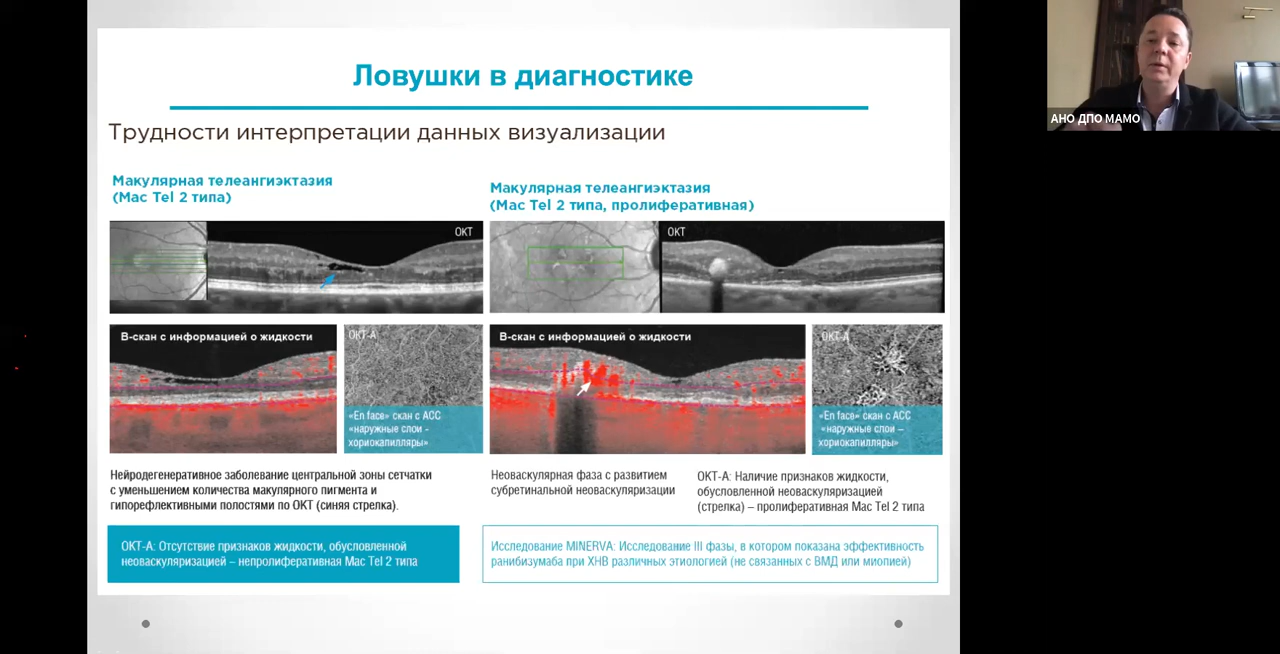 Ловушки в диагностике
Трудности интерпретации данных визуализации
Макулярная телеангиэктазия
(Mac Tel 2 типа)
ОКТ
В-скан с информацией о жидкости
ОКТ-А
«En face» скан с АСС
«наружные слои -
хориокапилляры»
Нейродегенеративное заболевание центральной зоны сетчатки
с уменьшением количества макулярного пигмента и
гипорефлективными полостями по ОКТ (синяя стрелка).
ОКТ-А: Отсутствие признаков жидкости, обусловленной
неоваскуляризацией – непролиферативная Mac Tel 2 типа
Макулярная телеангиэктазия
(Mac Tel 2 типа, пролиферативная)
ОКТ
В-скан с информацией о жидкости
ОКТ-А
«En face» скан с АСС
«наружные слои –
хориокапилляры»
Неоваскулярная фаза с развитием
субретинальной неоваскуляризации
ОКТ-А: Наличие признаков жидкости,
обусловленной неоваскуляризацией
(стрелка) – пролиферативная Mac Tel 2 типа
Исследование MINERVA: Исследование III фазы, в котором показана эффективность
ранибизумаба при ХНВ различных этиологией (не связанных с ВМД или миопией)
АНО ДПО МАМО